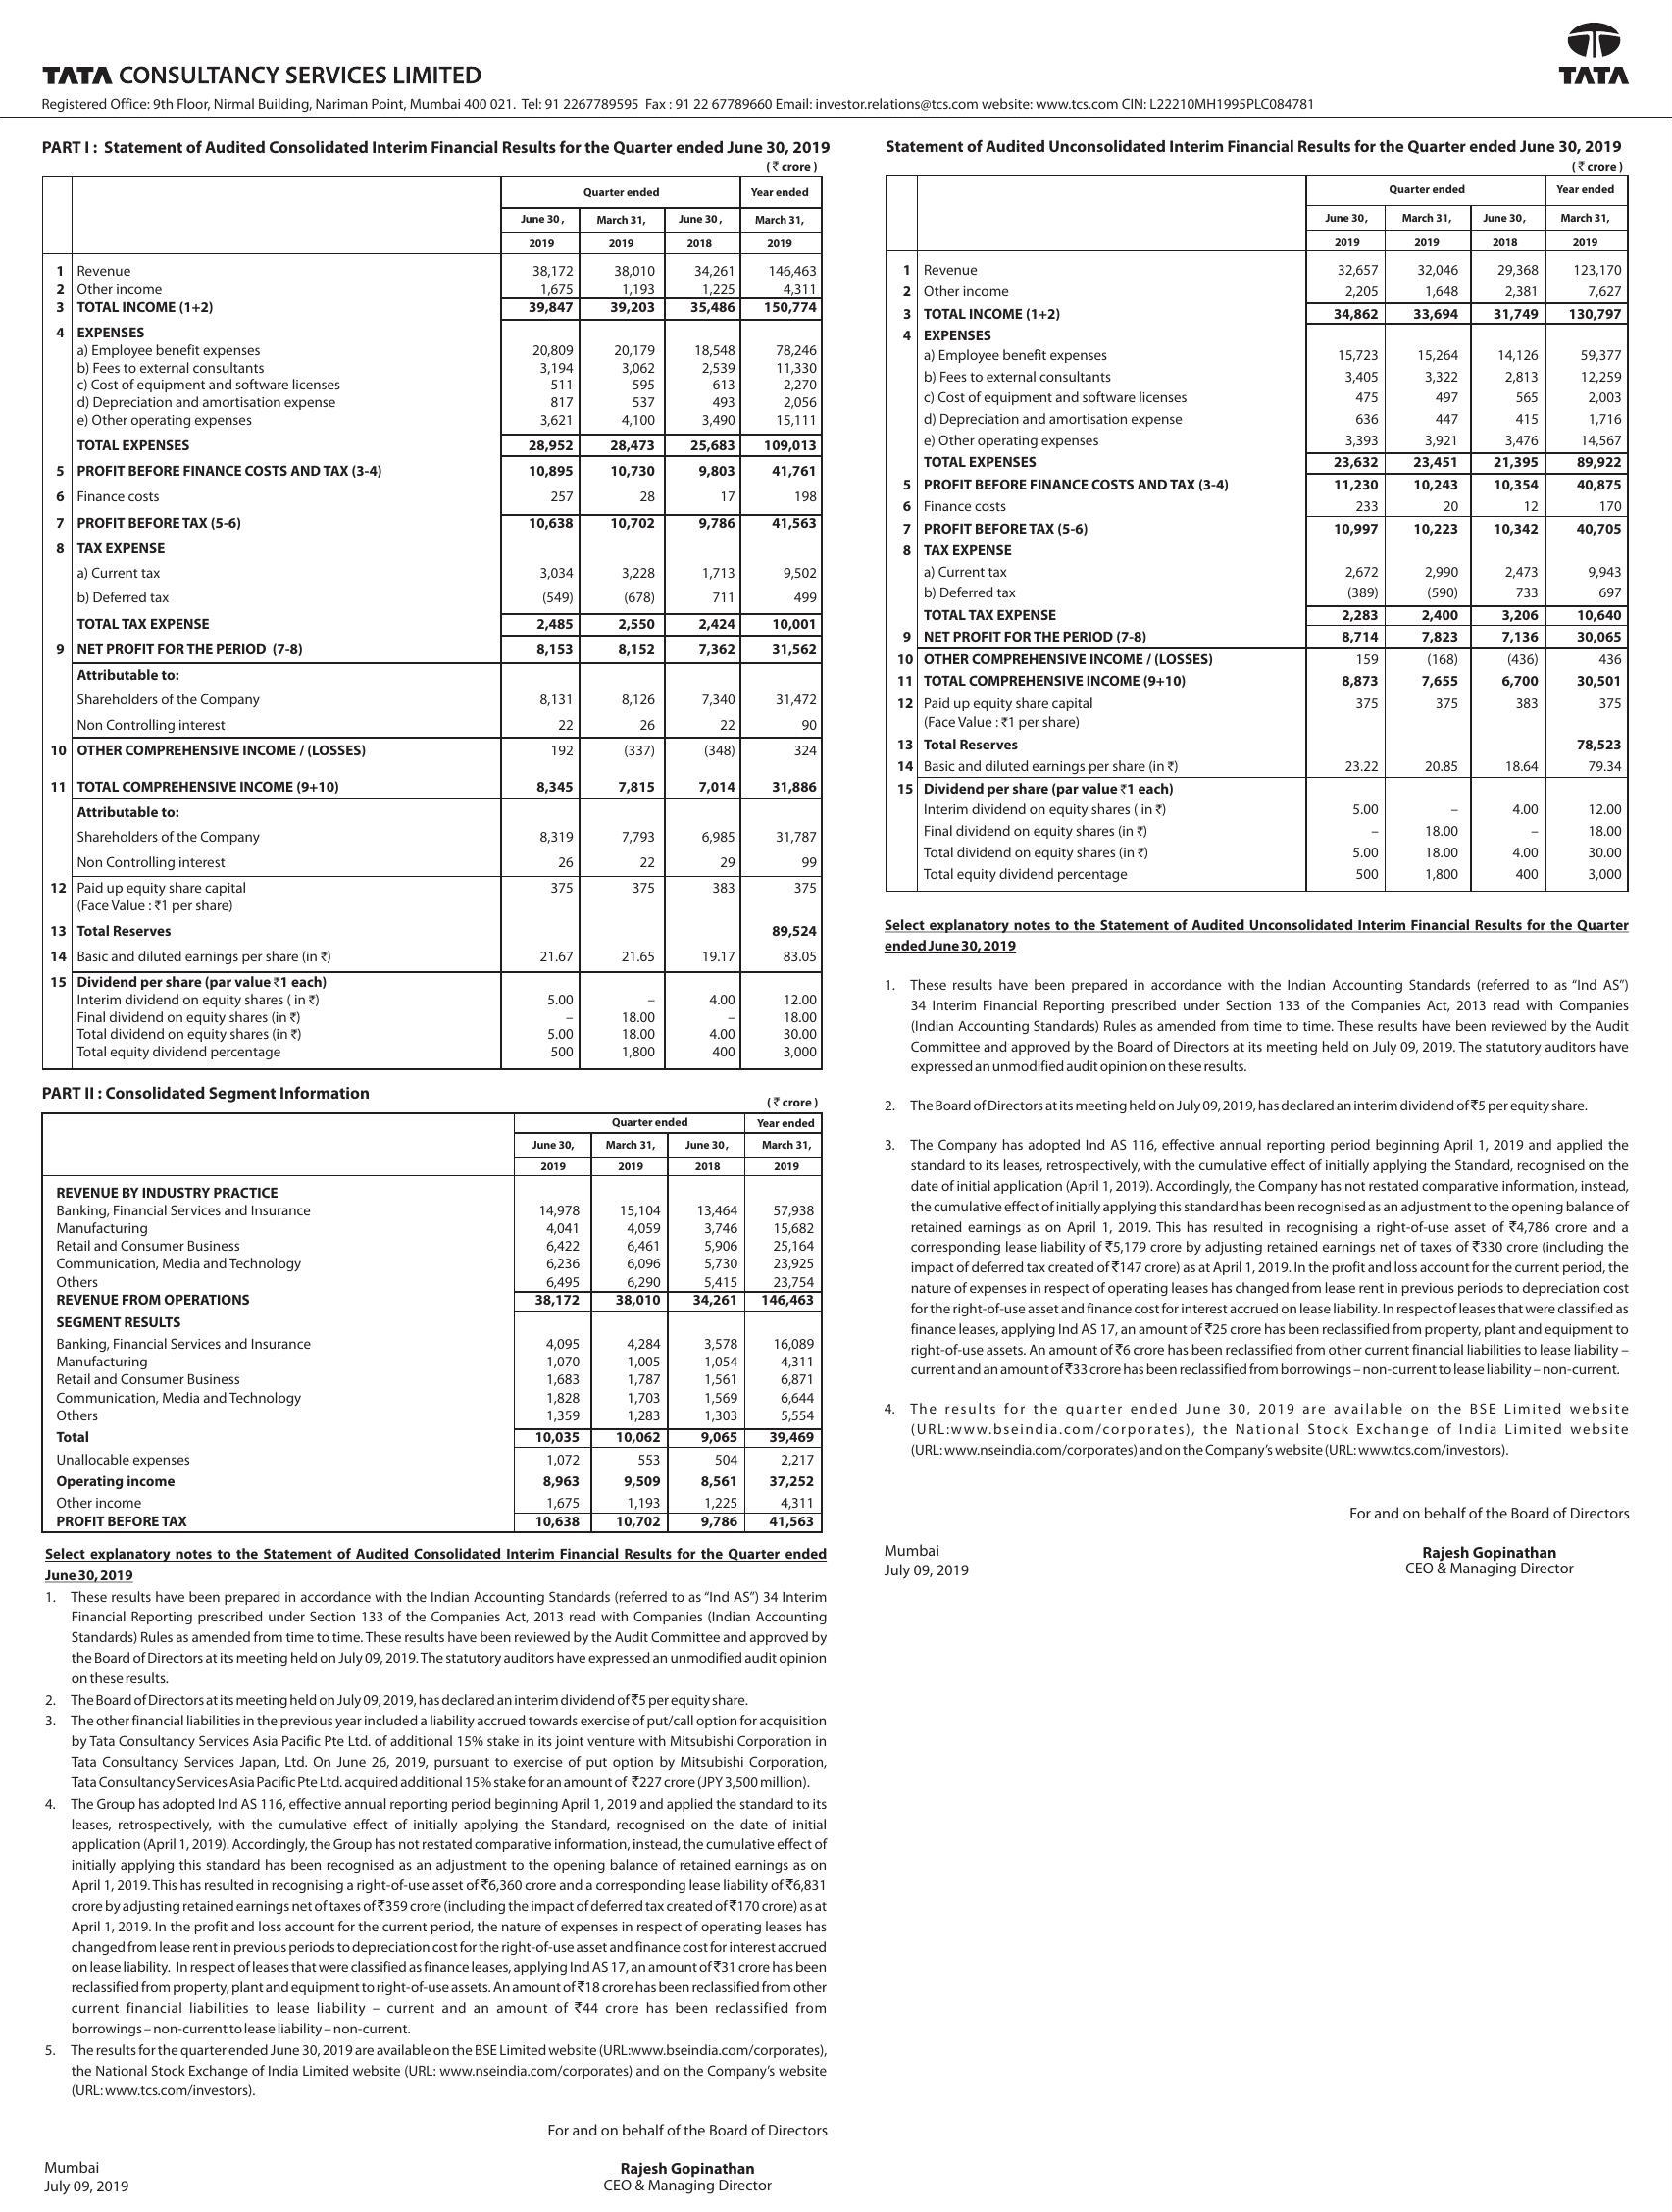 TATA
TATA CONSULTANCY SERVICES LIMITED
Registered Office: 9th Floor, Nirmal Building, Nariman Point, Mumbai 400 021. Tel: 91 2267789595 Fax : 91 22 67789660 Email: investor.relations@tcs.com website: www.tcs.com CIN: L22210MH1995PLC084781
PART I : Statement of Audited Consolidated Interim Financial Results for the Quarter ended June 30, 2019
( ₹ crore )
Quarter ended Year ended
June 30 , March 31, June 30 , March 31,
2019 2019 2018 2019
1 Revenue 38,172 38,010 34,261 146,463
2 Other income 1,675 1,193 1,225 4,311
3 TOTAL INCOME (1+2) 39,847 39,203 35,486 150,774
4 EXPENSES
a) Employee benefit expenses 20,809 20,179 18,548 78,246
b) Fees to external consultants 3,194 3,062 2,539 11,330
c) Cost of equipment and software licenses 511 595 613 2,270
d) Depreciation and amortisation expense 817 537 493 2,056
e) Other operating expenses 3,621 4,100 3,490 15,111
TOTAL EXPENSES 28,952 28,473 25,683 109,013
5 PROFIT BEFORE FINANCE COSTS AND TAX (3-4) 10,895 10,730 9,803 41,761
6 Finance costs 257 28 17 198
7 PROFIT BEFORE TAX (5-6) 10,638 10,702 9,786 41,563
8 TAX EXPENSE
a) Current tax 3,034 3,228 1,713 9,502
b) Deferred tax (549) (678) 711 499
TOTAL TAX EXPENSE 2,485 2,550 2,424 10,001
9 NET PROFIT FOR THE PERIOD (7-8) 8,153 8,152 7,362 31,562
Attributable to:
Shareholders of the Company 8,131 8,126 7,340 31,472
Non Controlling interest 22 26 22 90
10 OTHER COMPREHENSIVE INCOME / (LOSSES) 192 (337) (348) 324
11 TOTAL COMPREHENSIVE INCOME (9+10) 8,345 7,815 7,014 31,886
Attributable to:
Shareholders of the Company 8,319 7,793 6,985 31,787
Non Controlling interest 26 22 29 99
12 Paid up equity share capital 375 375 383 375
(Face Value : ₹1 per share)
13 Total Reserves 89,524
14 Basic and diluted earnings per share (in ₹) 21.67 21.65 19.17 83.05
15 Dividend per share (par value ₹1 each)
Interim dividend on equity shares ( in ₹) 5.00 – 4.00 12.00
Final dividend on equity shares (in ₹) – 18.00 – 18.00
Total dividend on equity shares (in ₹) 5.00 18.00 4.00 30.00
Total equity dividend percentage 500 1,800 400 3,000
PART II : Consolidated Segment Information
( ₹ crore )
Quarter ended Year ended
June 30, March 31, June 30 , March 31,
2019 2019 2018 2019
REVENUE BY INDUSTRY PRACTICE
Banking, Financial Services and Insurance 14,978 15,104 13,464 57,938
Manufacturing 4,041 4,059 3,746 15,682
Retail and Consumer Business 6,422 6,461 5,906 25,164
Communication, Media and Technology 6,236 6,096 5,730 23,925
Others 6,495 6,290 5,415 23,754
REVENUE FROM OPERATIONS 38,172 38,010 34,261 146,463
SEGMENT RESULTS
Banking, Financial Services and Insurance 4,095 4,284 3,578 16,089
Manufacturing 1,070 1,005 1,054 4,311
Retail and Consumer Business 1,683 1,787 1,561 6,871
Communication, Media and Technology 1,828 1,703 1,569 6,644
Others 1,359 1,283 1,303 5,554
Total 10,035 10,062 9,065 39,469
Unallocable expenses 1,072 553 504 2,217
Operating income 8,963 9,509 8,561 37,252
Other income 1,675 1,193 1,225 4,311
PROFIT BEFORE TAX 10,638 10,702 9,786 41,563
Select explanatory notes to the Statement of Audited Consolidated Interim Financial Results for the Quarter ended
June 30, 2019
1. These results have been prepared in accordance with the Indian Accounting Standards (referred to as “Ind AS”) 34 Interim
Financial Reporting prescribed under Section 133 of the Companies Act, 2013 read with Companies (Indian Accounting
Standards) Rules as amended from time to time. These results have been reviewed by the Audit Committee and approved by
the Board of Directors at its meeting held on July 09, 2019. The statutory auditors have expressed an unmodified audit opinion
on these results.
2. The Board of Directors at its meeting held on July 09, 2019, has declared an interim dividend of ₹5 per equity share.
3. The other financial liabilities in the previous year included a liability accrued towards exercise of put/call option for acquisition
by Tata Consultancy Services Asia Pacific Pte Ltd. of additional 15% stake in its joint venture with Mitsubishi Corporation in
Tata Consultancy Services Japan, Ltd. On June 26, 2019, pursuant to exercise of put option by Mitsubishi Corporation,
Tata Consultancy Services Asia Pacific Pte Ltd. acquired additional 15% stake for an amount of ₹227 crore (JPY 3,500 million).
4. The Group has adopted Ind AS 116, effective annual reporting period beginning April 1, 2019 and applied the standard to its
leases, retrospectively, with the cumulative effect of initially applying the Standard, recognised on the date of initial
application (April 1, 2019). Accordingly, the Group has not restated comparative information, instead, the cumulative effect of
initially applying this standard has been recognised as an adjustment to the opening balance of retained earnings as on
April 1, 2019. This has resulted in recognising a right-of-use asset of ₹6,360 crore and a corresponding lease liability of ₹6,831
crore by adjusting retained earnings net of taxes of ₹359 crore (including the impact of deferred tax created of ₹170 crore) as at
April 1, 2019. In the profit and loss account for the current period, the nature of expenses in respect of operating leases has
changed from lease rent in previous periods to depreciation cost for the right-of-use asset and finance cost for interest accrued
on lease liability. In respect of leases that were classified as finance leases, applying Ind AS 17, an amount of ₹31 crore has been
reclassified from property, plant and equipment to right-of-use assets. An amount of ₹18 crore has been reclassified from other
current financial liabilities to lease liability – current and an amount of ₹44 crore has been reclassified from
borrowings – non-current to lease liability – non-current.
5. The results for the quarter ended June 30, 2019 are available on the BSE Limited website (URL:www.bseindia.com/corporates),
the National Stock Exchange of India Limited website (URL: www.nseindia.com/corporates) and on the Company’s website
(URL: www.tcs.com/investors).
For and on behalf of the Board of Directors
Mumbai Rajesh Gopinathan
July 09, 2019 CEO & Managing Director
Statement of Audited Unconsolidated Interim Financial Results for the Quarter ended June 30, 2019
( ₹ crore )
Quarter ended Year ended
June 30, March 31, June 30, March 31,
2019 2019 2018 2019
1 Revenue 32,657 32,046 29,368 123,170
2 Other income 2,205 1,648 2,381 7,627
3 TOTAL INCOME (1+2) 34,862 33,694 31,749 130,797
4 EXPENSES
a) Employee benefit expenses 15,723 15,264 14,126 59,377
b) Fees to external consultants 3,405 3,322 2,813 12,259
c) Cost of equipment and software licenses 475 497 565 2,003
d) Depreciation and amortisation expense 636 447 415 1,716
e) Other operating expenses 3,393 3,921 3,476 14,567
TOTAL EXPENSES 23,632 23,451 21,395 89,922
5 PROFIT BEFORE FINANCE COSTS AND TAX (3-4) 11,230 10,243 10,354 40,875
6 Finance costs 233 20 12 170
7 PROFIT BEFORE TAX (5-6) 10,997 10,223 10,342 40,705
8 TAX EXPENSE
a) Current tax 2,672 2,990 2,473 9,943
b) Deferred tax (389) (590) 733 697
TOTAL TAX EXPENSE 2,283 2,400 3,206 10,640
9 NET PROFIT FOR THE PERIOD (7-8) 8,714 7,823 7,136 30,065
10 OTHER COMPREHENSIVE INCOME / (LOSSES) 159 (168) (436) 436
11 TOTAL COMPREHENSIVE INCOME (9+10) 8,873 7,655 6,700 30,501
12 Paid up equity share capital 375 375 383 375
(Face Value : ₹1 per share)
13 Total Reserves 78,523
14 Basic and diluted earnings per share (in ₹) 23.22 20.85 18.64 79.34
15 Dividend per share (par value ₹1 each)
Interim dividend on equity shares ( in ₹) 5.00 – 4.00 12.00
Final dividend on equity shares (in ₹) – 18.00 – 18.00
Total dividend on equity shares (in ₹) 5.00 18.00 4.00 30.00
Total equity dividend percentage 500 1,800 400 3,000
Select explanatory notes to the Statement of Audited Unconsolidated Interim Financial Results for the Quarter
ended June 30, 2019
1. These results have been prepared in accordance with the Indian Accounting Standards (referred to as “Ind AS”)
34 Interim Financial Reporting prescribed under Section 133 of the Companies Act, 2013 read with Companies
(Indian Accounting Standards) Rules as amended from time to time. These results have been reviewed by the Audit
Committee and approved by the Board of Directors at its meeting held on July 09, 2019. The statutory auditors have
expressed an unmodified audit opinion on these results.
2. The Board of Directors at its meeting held on July 09, 2019, has declared an interim dividend of ₹5 per equity share.
3. The Company has adopted Ind AS 116, effective annual reporting period beginning April 1, 2019 and applied the
standard to its leases, retrospectively, with the cumulative effect of initially applying the Standard, recognised on the
date of initial application (April 1, 2019). Accordingly, the Company has not restated comparative information, instead,
the cumulative effect of initially applying this standard has been recognised as an adjustment to the opening balance of
retained earnings as on April 1, 2019. This has resulted in recognising a right-of-use asset of ₹4,786 crore and a
corresponding lease liability of ₹5,179 crore by adjusting retained earnings net of taxes of ₹330 crore (including the
impact of deferred tax created of ₹147 crore) as at April 1, 2019. In the profit and loss account for the current period, the
nature of expenses in respect of operating leases has changed from lease rent in previous periods to depreciation cost
for the right-of-use asset and finance cost for interest accrued on lease liability. In respect of leases that were classified as
finance leases, applying Ind AS 17, an amount of ₹25 crore has been reclassified from property, plant and equipment to
right-of-use assets. An amount of ₹6 crore has been reclassified from other current financial liabilities to lease liability –
current and an amount of ₹33 crore has been reclassified from borrowings – non-current to lease liability – non-current.
4. The results for the quarter ended June 30, 2019 are available on the BSE Limited website
(URL:www.bseindia.com/corporates), the National Stock Exchange of India Limited website
(URL: www.nseindia.com/corporates) and on the Company’s website (URL: www.tcs.com/investors).
For and on behalf of the Board of Directors
Mumbai Rajesh Gopinathan
July 09, 2019 CEO & Managing Director